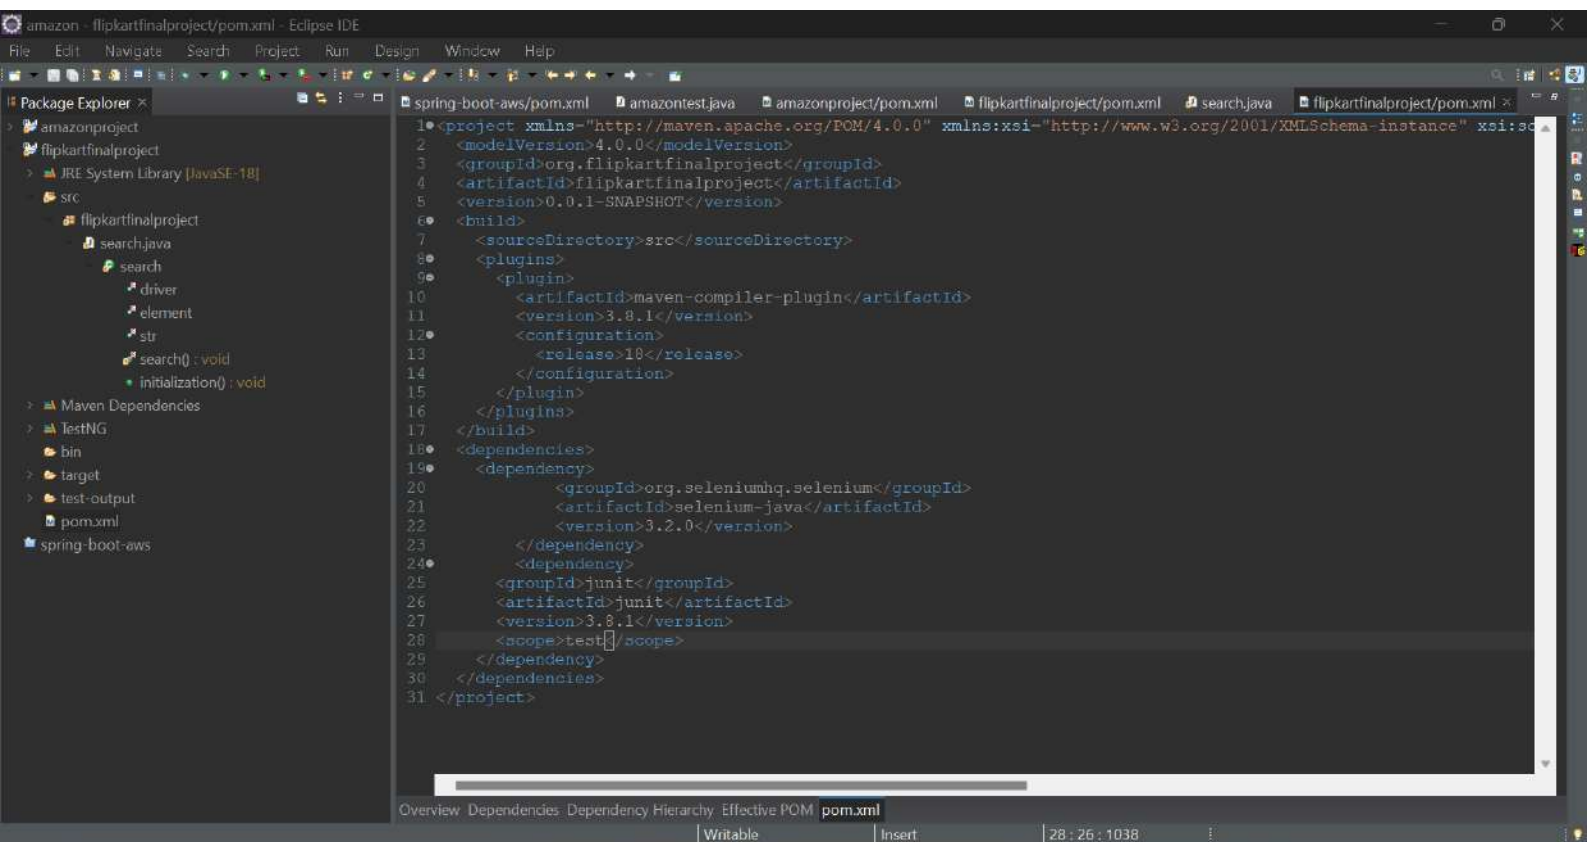 amazon - flipkartfinalproject/pom.xml - Eclipse IDE
File Edit Navigate Search Project Run Design Window Help
Package Explorer
amazonproject
flipkartfinalproject
JRE System Library [JavaSE-18]
src
flipkartfinalproject
search.java
search
driver
element
str
search() : void
initialization() : void
Maven Dependencies
TestNG
bin
target
test-output
pom.xml
spring-boot-aws
spring-boot-aws/pom.xml amazontest.java amazonproject/pom.xml flipkartfinalproject/pom.xml search.java flipkartfinalproject/pom.xml
1 <project xmlns="http://maven.apache.org/POM/4.0.0" xmlns:xsi="http://www.w3.org/2001/XMLSchema-instance" xsi:sc
2 <modelVersion>4.0.0</modelVersion>
3 <groupId>org.flipkartfinalproject</groupId>
4 <artifactId>flipkartfinalproject</artifactId>
5 <version>0.0.1-SNAPSHOT</version>
6 <build>
7 <sourceDirectory>src</sourceDirectory>
8 <plugins>
9 <plugin>
10 <artifactId>maven-compiler-plugin</artifactId>
11 <version>3.8.1</version>
12 <configuration>
13 <release>18</release>
14 </configuration>
15 </plugin>
16 </plugins>
17 </build>
18 <dependencies>
19 <dependency>
20 <groupId>org.seleniumhq.selenium</groupId>
21 <artifactId>selenium-java</artifactId>
22 <version>3.2.0</version>
23 </dependency>
24 <dependency>
25 <groupId>junit</groupId>
26 <artifactId>junit</artifactId>
27 <version>3.8.1</version>
28 <scope>test</scope>
29 </dependency>
30 </dependencies>
31 </project>
Overview Dependencies Dependency Hierarchy Effective POM pom.xml
Writable Insert 28 : 26 : 1038